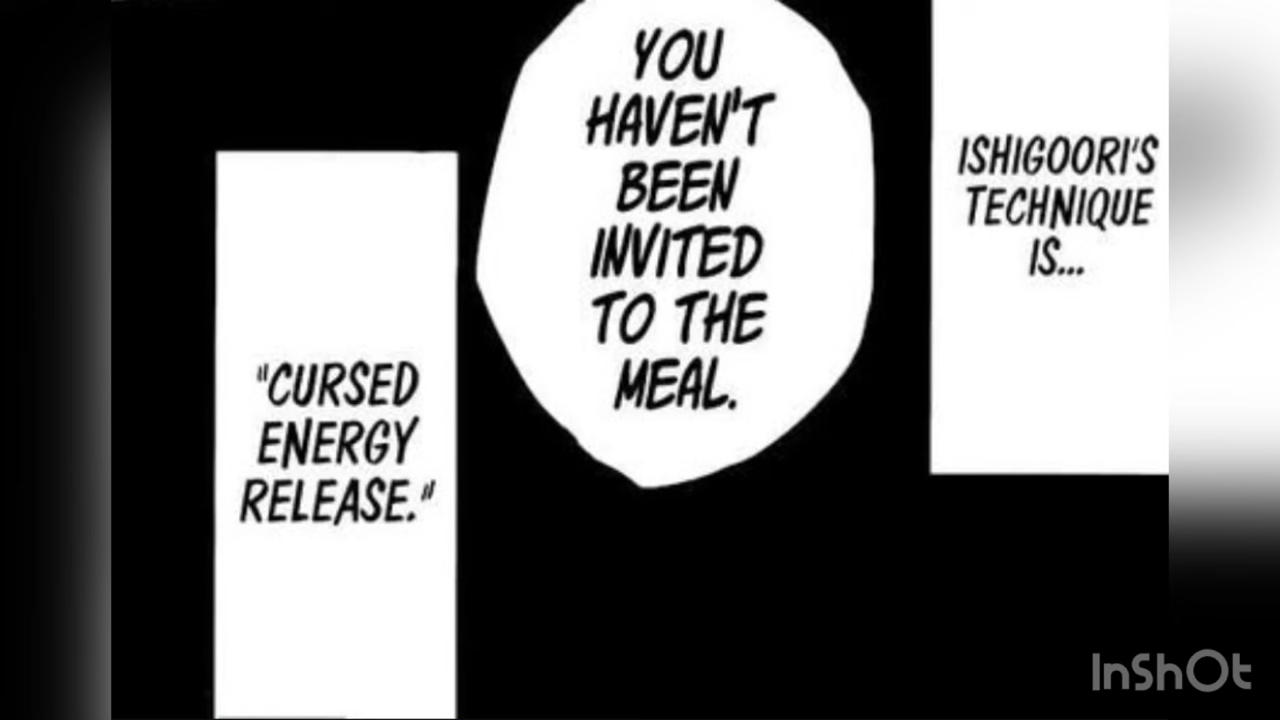 ISHIGOORI'S
TECHNIQUE
IS...
YOU
HAVEN'T
BEEN
INVITED
TO THE
MEAL.
"CURSED
ENERGY
RELEASE."
InShOt